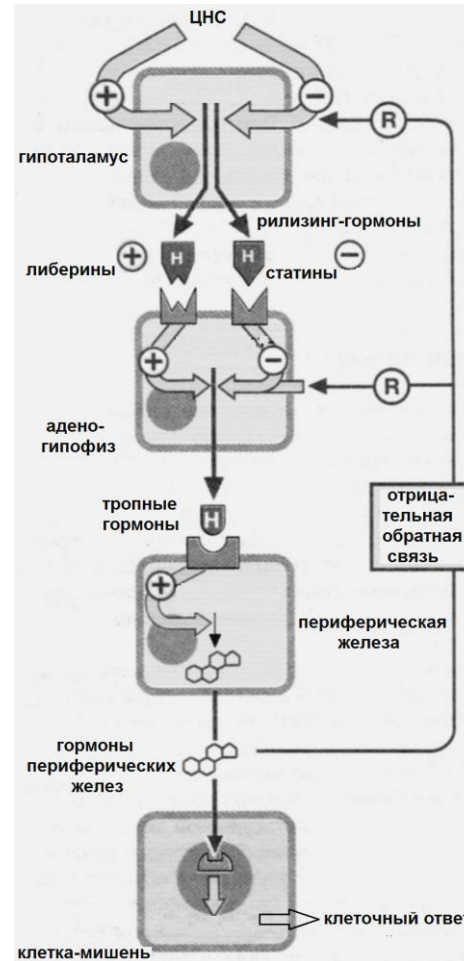 ЦНС
+
−
R
гипоталамус
рилизинг-гормоны
+
−
либерины
H
H
статины
+
−
R
адено-
гипофиз
тропные
гормоны
H
отрица-
тельная
обратная
связь
+
периферическая
железа
гормоны
периферических
желез
клеточный ответ
клетка-мишень